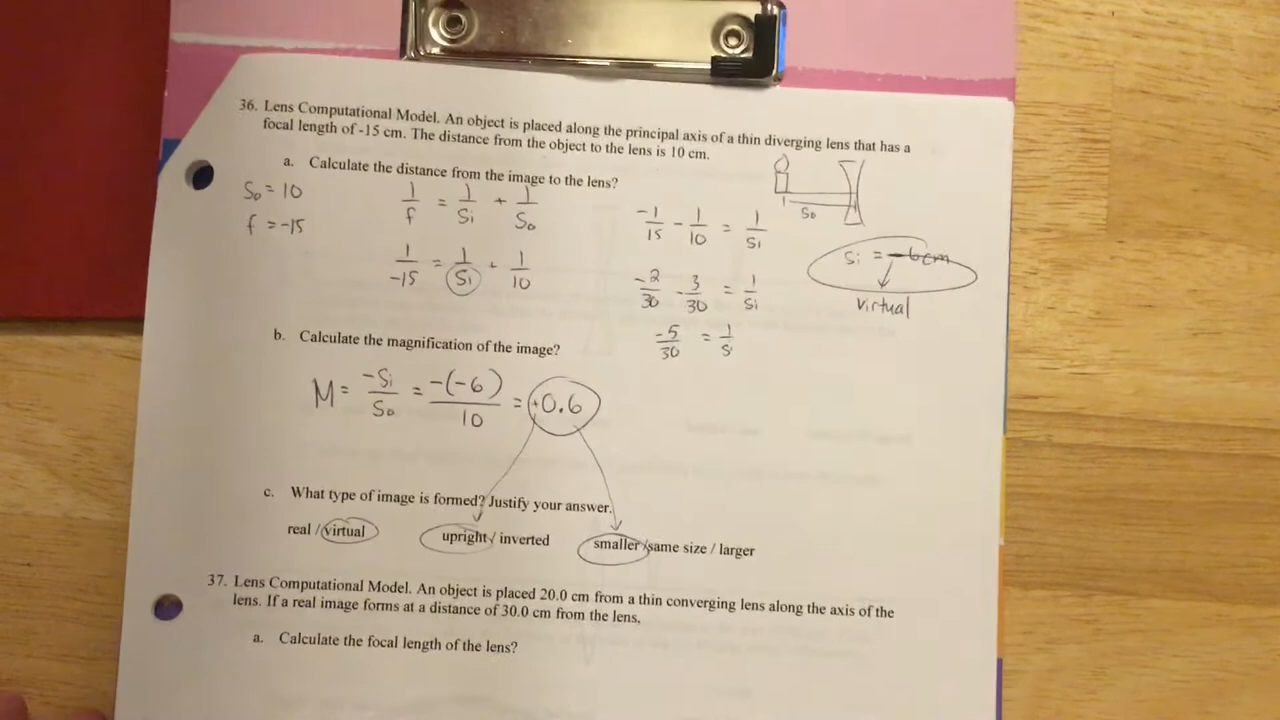 36. Lens Computational Model. An object is placed along the principal axis of a thin diverging lens that has a
focal length of -15 cm. The distance from the object to the lens is 10 cm.
a. Calculate the distance from the image to the lens?
So = 10
f = -15
1/f = 1/Si + 1/So
1/-15 = 1/Si + 1/10
-1/15 - 1/10 = 1/Si
-2/30 - 3/30 = 1/Si
-5/30 = 1/Si
So
Si = -6cm
virtual
b. Calculate the magnification of the image?
M = -Si/So = -(-6)/10 = +0.6
c. What type of image is formed? Justify your answer.
real / virtual upright / inverted smaller /same size / larger
37. Lens Computational Model. An object is placed 20.0 cm from a thin converging lens along the axis of the
lens. If a real image forms at a distance of 30.0 cm from the lens,
a. Calculate the focal length of the lens?